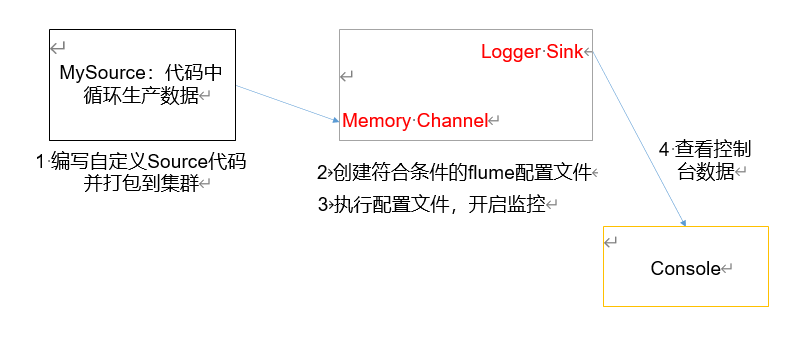 MySource：代码中
循环生产数据
1 编写自定义Source代码
并打包到集群
Logger Sink
Memory Channel
2 创建符合条件的flume配置文件
3 执行配置文件，开启监控
4 查看控制
台数据
Console